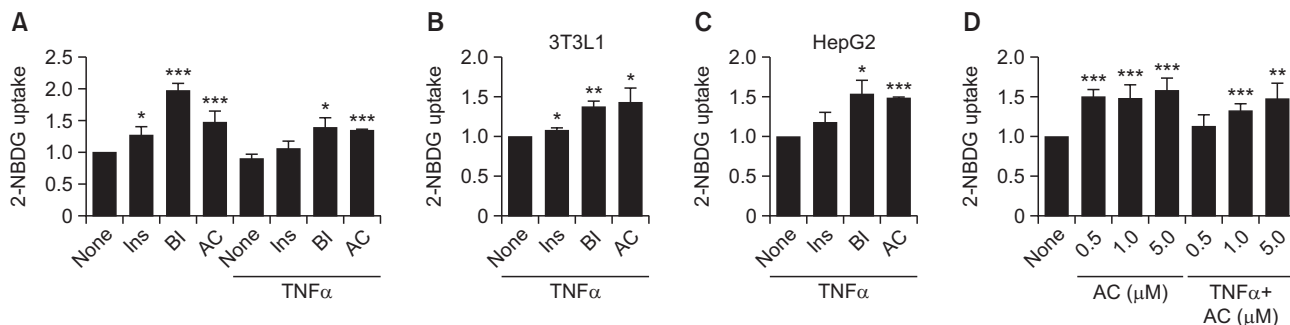 A
2-NBDG uptake
2.5
2.0
1.5
1.0
0.5
0
*
***
***
*
***
None Ins BI AC None Ins BI AC
TNFα
B
3T3L1
2-NBDG uptake
2.0
1.5
1.0
0.5
0
*
**
*
None Ins BI AC
TNFα
C
HepG2
2-NBDG uptake
2.0
1.5
1.0
0.5
0
*
***
None Ins BI AC
TNFα
D
2-NBDG uptake
2.0
1.5
1.0
0.5
0
***
***
***
***
**
None 0.5 1.0 5.0 0.5 1.0 5.0
AC (μM)
TNFα+
AC (μM)